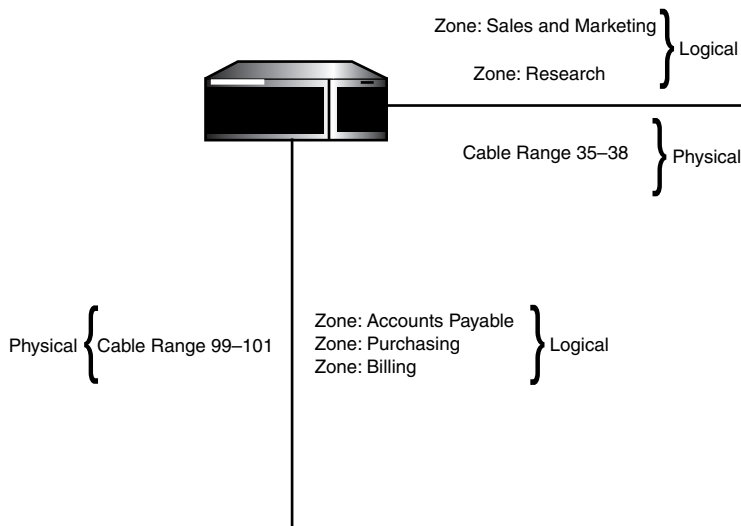 Zone: Sales and Marketing
Logical
Zone: Research
Cable Range 35–38
Physical
Physical
Cable Range 99–101
Zone: Accounts Payable
Zone: Purchasing
Zone: Billing
Logical